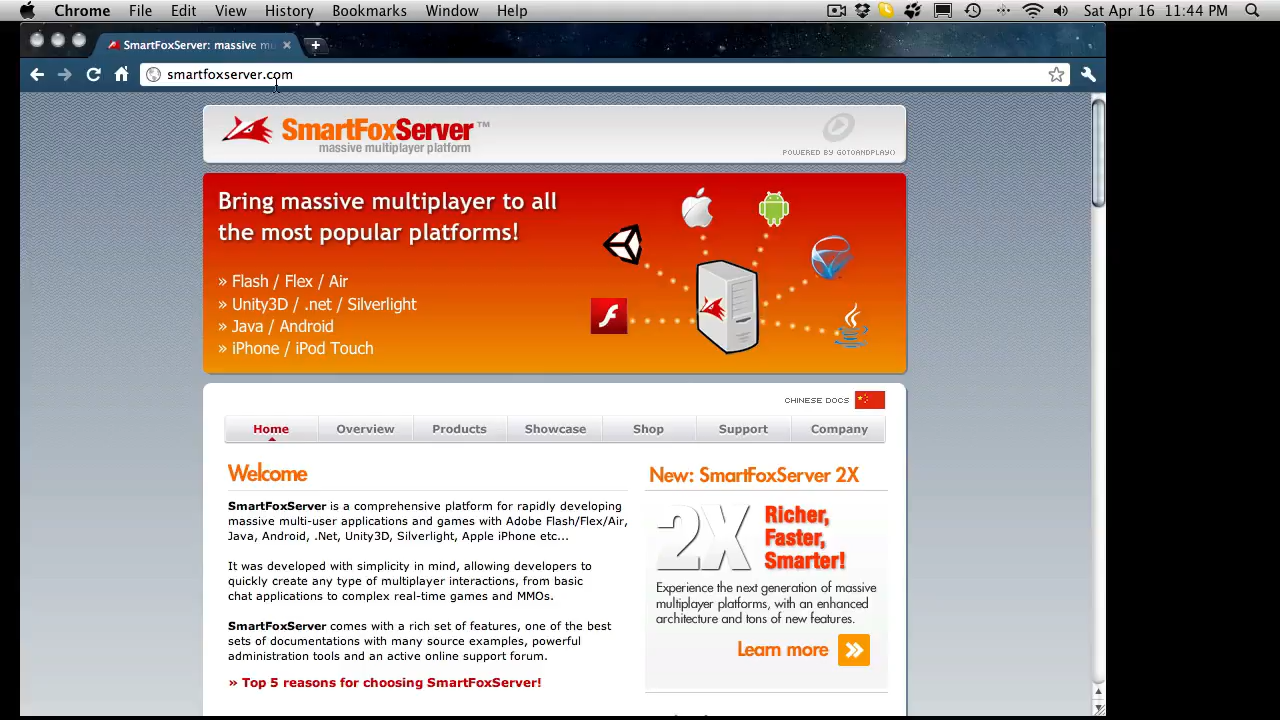 Chrome File Edit View History Bookmarks Window Help Sat Apr 16 11:44 PM
SmartFoxServer: massive mu
smartfoxserver.com
SmartFoxServer™
massive multiplayer platform
POWERED BY GOTOANDPLAY()
Bring massive multiplayer to all
the most popular platforms!
» Flash / Flex / Air
» Unity3D / .net / Silverlight
» Java / Android
» iPhone / iPod Touch
CHINESE DOCS
Home Overview Products Showcase Shop Support Company
Welcome
SmartFoxServer is a comprehensive platform for rapidly developing
massive multi-user applications and games with Adobe Flash/Flex/Air,
Java, Android, .Net, Unity3D, Silverlight, Apple iPhone etc...
It was developed with simplicity in mind, allowing developers to
quickly create any type of multiplayer interactions, from basic
chat applications to complex real-time games and MMOs.
SmartFoxServer comes with a rich set of features, one of the best
sets of documentations with many source examples, powerful
administration tools and an active online support forum.
» Top 5 reasons for choosing SmartFoxServer!
New: SmartFoxServer 2X
2X
Richer,
Faster,
Smarter!
Experience the next generation of massive
multiplayer platforms, with an enhanced
architecture and tons of new features.
Learn more »